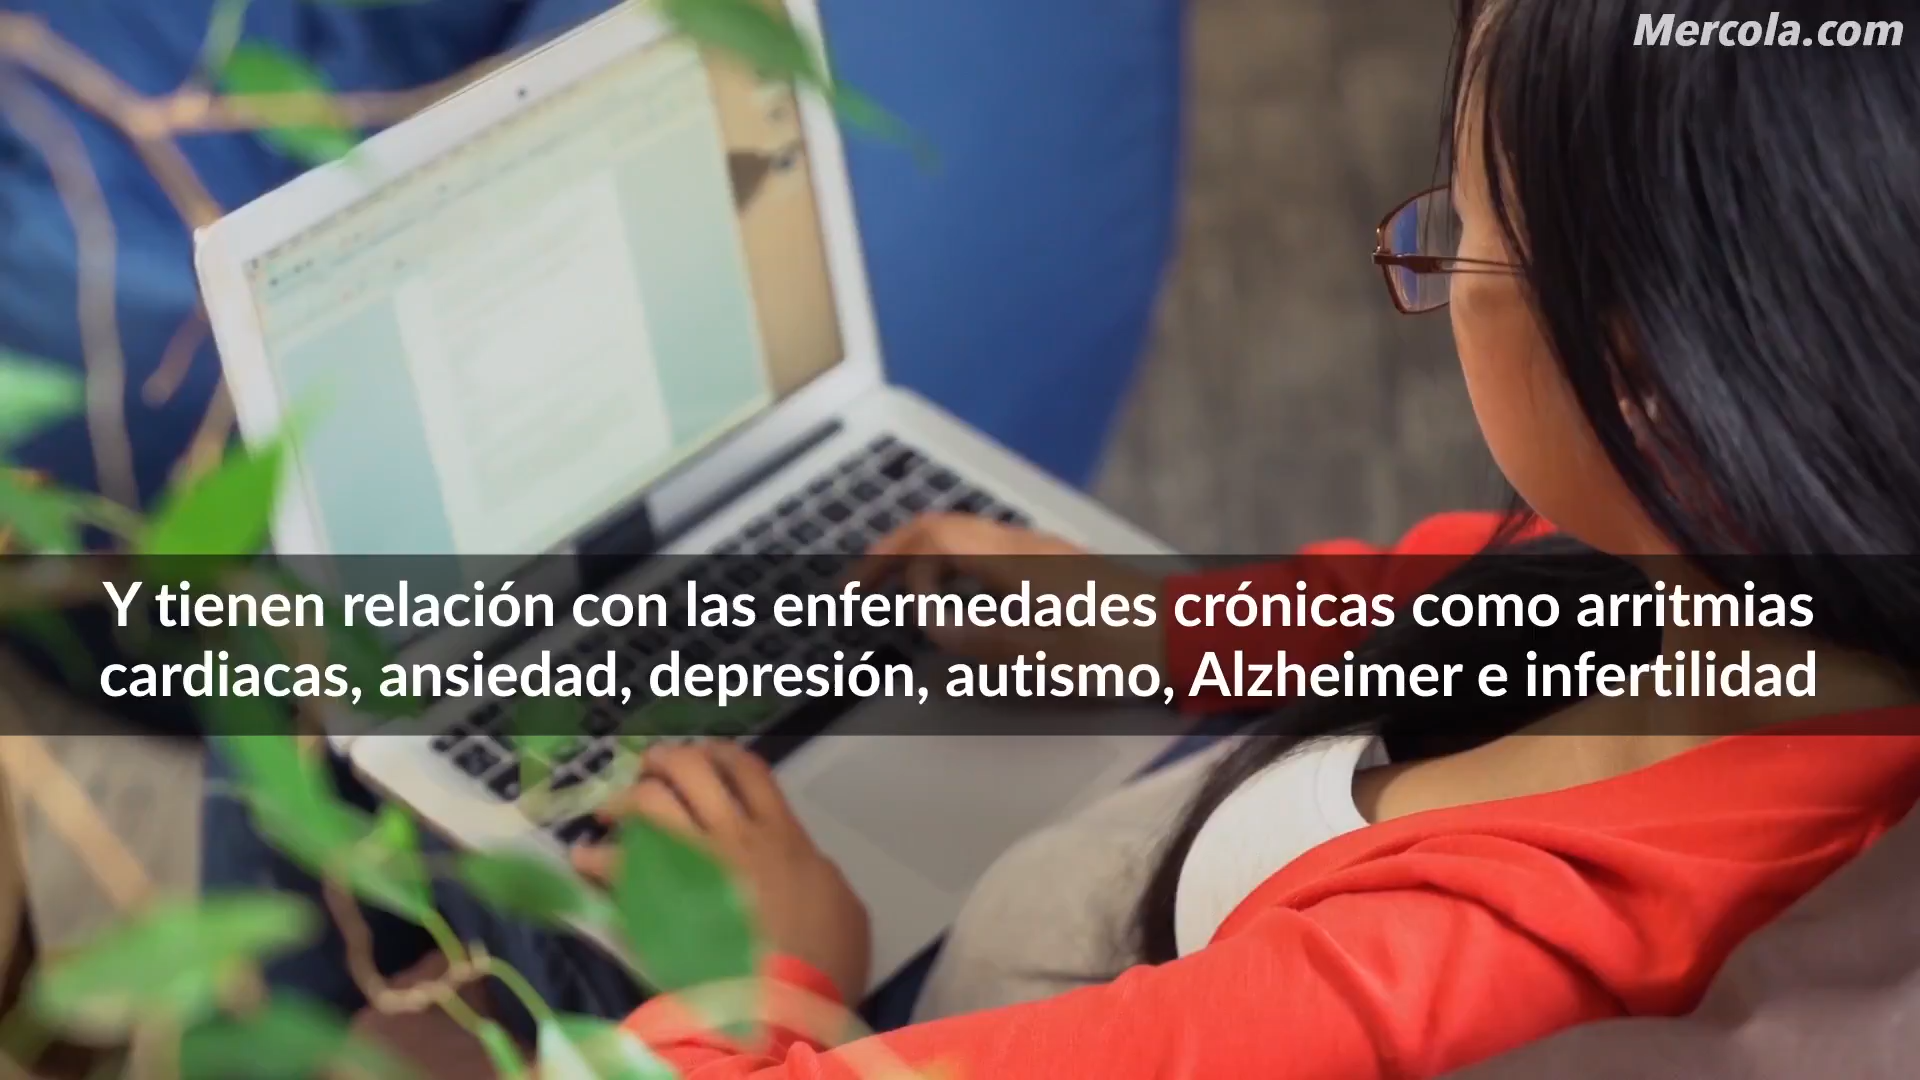 Mercola.com
Y tienen relación con las enfermedades crónicas como arritmias
cardiacas, ansiedad, depresión, autismo, Alzheimer e infertilidad